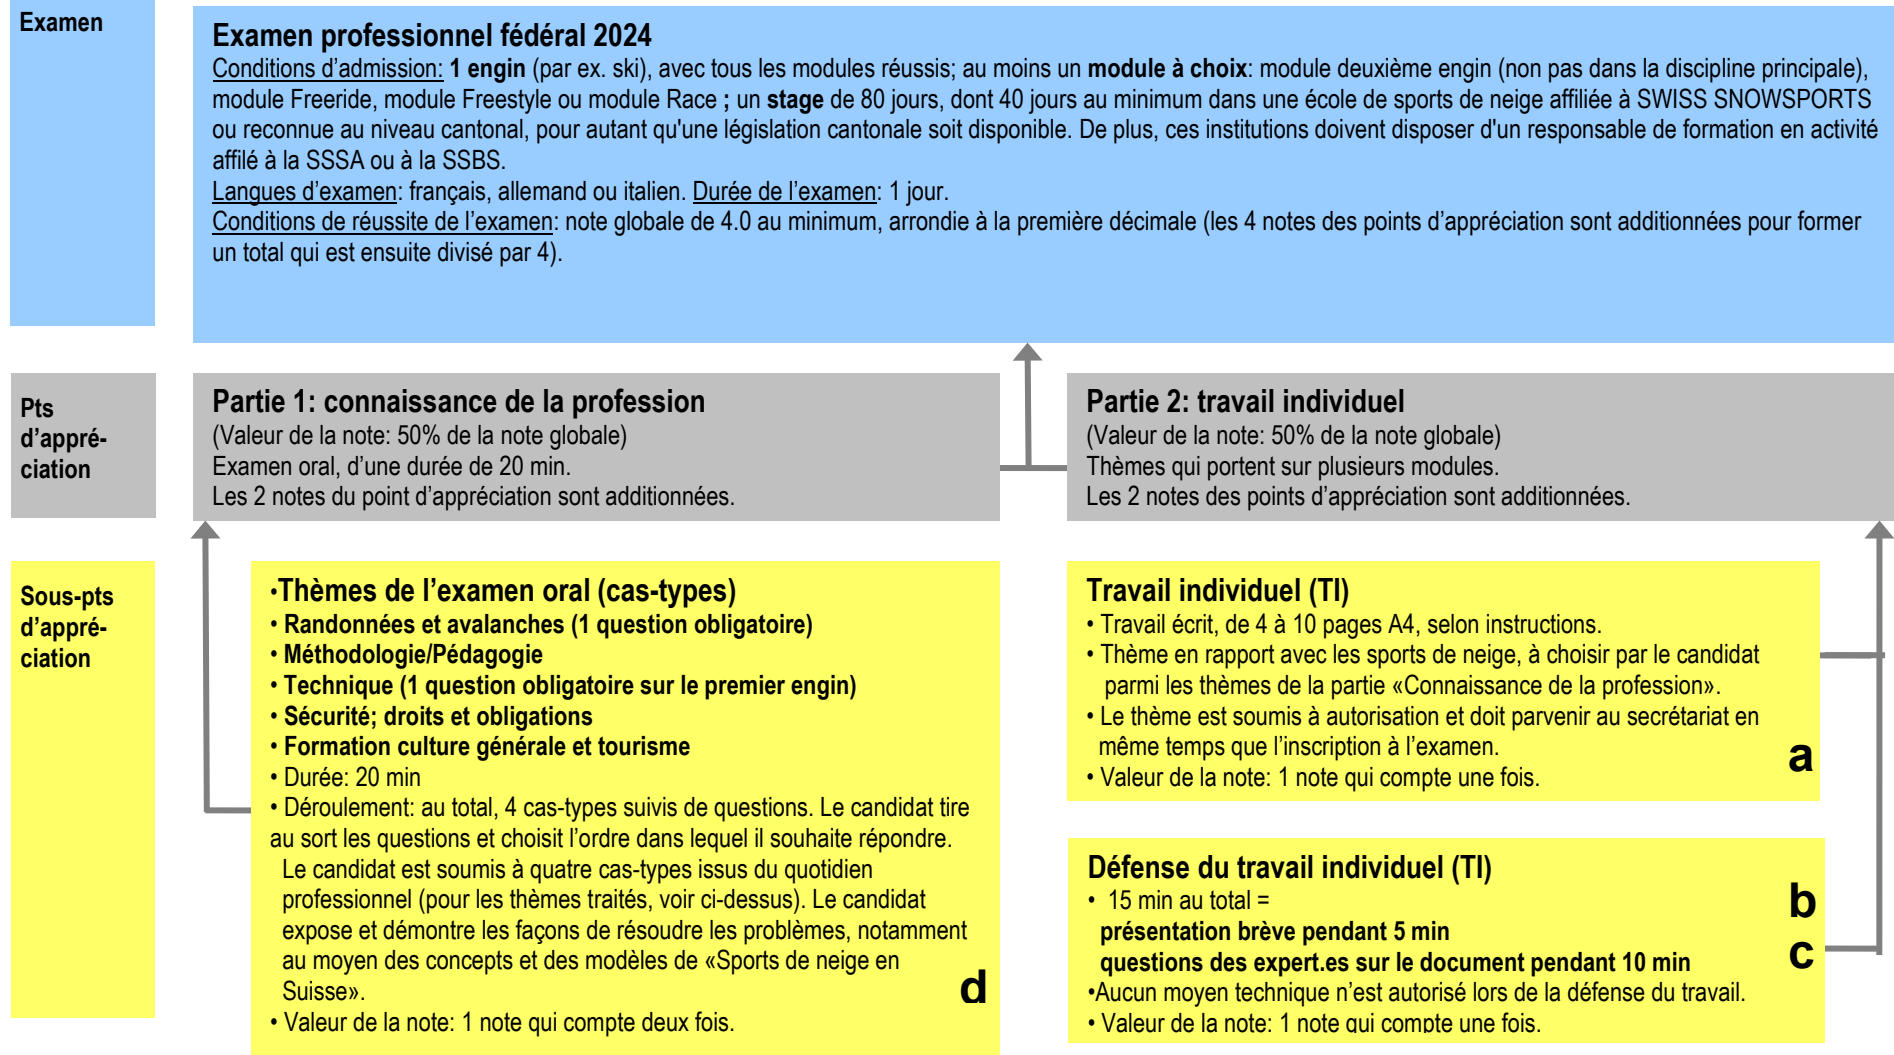 Examen
Examen professionnel fédéral 2024
Conditions d'admission: 1 engin (par ex. ski), avec tous les modules réussis; au moins un module à choix: module deuxième engin (non pas dans la discipline principale),
module Freeride, module Freestyle ou module Race ; un stage de 80 jours, dont 40 jours au minimum dans une école de sports de neige affiliée à SWISS SNOWSPORTS
ou reconnue au niveau cantonal, pour autant qu'une législation cantonale soit disponible. De plus, ces institutions doivent disposer d'un responsable de formation en activité
affilé à la SSSA ou à la SSBS.
Langues d'examen: français, allemand ou italien. Durée de l'examen: 1 jour.
Conditions de réussite de l'examen: note globale de 4.0 au minimum, arrondie à la première décimale (les 4 notes des points d'appréciation sont additionnées pour former
un total qui est ensuite divisé par 4).
Pts
d'appré-
ciation
Partie 1: connaissance de la profession
(Valeur de la note: 50% de la note globale)
Examen oral, d'une durée de 20 min.
Les 2 notes du point d'appréciation sont additionnées.
Partie 2: travail individuel
(Valeur de la note: 50% de la note globale)
Thèmes qui portent sur plusieurs modules.
Les 2 notes des points d'appréciation sont additionnées.
Sous-pts
d'appré-
ciation
•Thèmes de l'examen oral (cas-types)
• Randonnées et avalanches (1 question obligatoire)
• Méthodologie/Pédagogie
• Technique (1 question obligatoire sur le premier engin)
• Sécurité; droits et obligations
• Formation culture générale et tourisme
• Durée: 20 min
• Déroulement: au total, 4 cas-types suivis de questions. Le candidat tire
au sort les questions et choisit l'ordre dans lequel il souhaite répondre.
Le candidat est soumis à quatre cas-types issus du quotidien
professionnel (pour les thèmes traités, voir ci-dessus). Le candidat
expose et démontre les façons de résoudre les problèmes, notamment
au moyen des concepts et des modèles de «Sports de neige en
Suisse».
d
• Valeur de la note: 1 note qui compte deux fois.
Travail individuel (TI)
• Travail écrit, de 4 à 10 pages A4, selon instructions.
• Thème en rapport avec les sports de neige, à choisir par le candidat
parmi les thèmes de la partie «Connaissance de la profession».
• Le thème est soumis à autorisation et doit parvenir au secrétariat en
même temps que l'inscription à l'examen.
a
• Valeur de la note: 1 note qui compte une fois.
Défense du travail individuel (TI)
• 15 min au total =
b
présentation brève pendant 5 min
questions des expert.es sur le document pendant 10 min
c
•Aucun moyen technique n'est autorisé lors de la défense du travail.
• Valeur de la note: 1 note qui compte une fois.